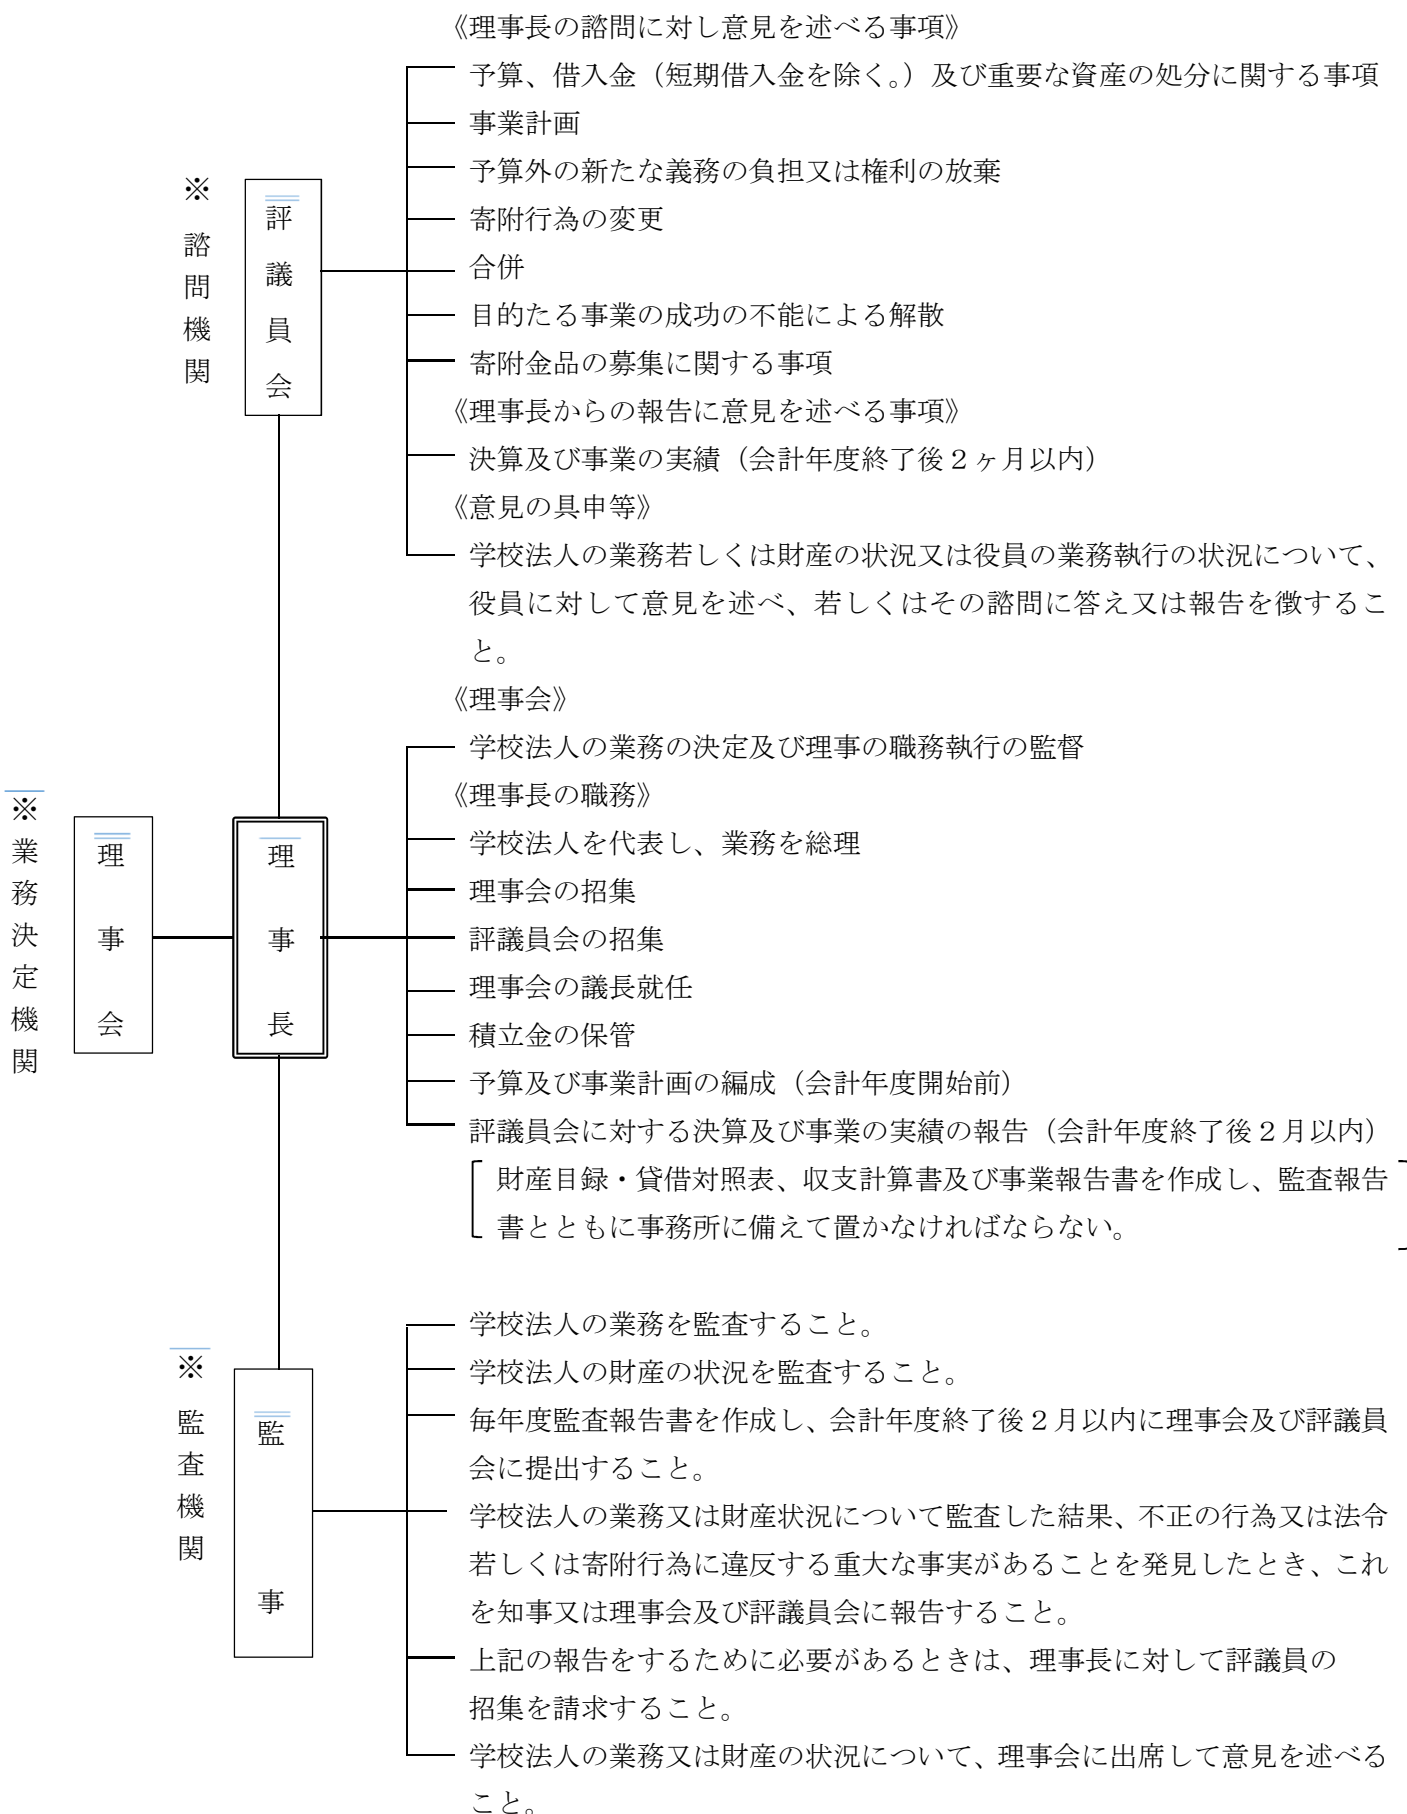 《理事長の諮問に対し意見を述べる事項》
予算、借入金（短期借入金を除く。）及び重要な資産の処分に関する事項
事業計画
予算外の新たな義務の負担又は権利の放棄
寄附行為の変更
合併
目的たる事業の成功の不能による解散
寄附金品の募集に関する事項
《理事長からの報告に意見を述べる事項》
決算及び事業の実績（会計年度終了後２ヶ月以内）
《意見の具申等》
学校法人の業務若しくは財産の状況又は役員の業務執行の状況について、
役員に対して意見を述べ、若しくはその諮問に答え又は報告を徴するこ
と。
※諮問機関
評議員会
《理事会》
学校法人の業務の決定及び理事の職務執行の監督
《理事長の職務》
学校法人を代表し、業務を総理
理事会の招集
評議員会の招集
理事会の議長就任
積立金の保管
予算及び事業計画の編成（会計年度開始前）
評議員会に対する決算及び事業の実績の報告（会計年度終了後２月以内）
財産目録・貸借対照表、収支計算書及び事業報告書を作成し、監査報告
書とともに事務所に備えて置かなければならない。
※業務決定機関
理事会
理事長
学校法人の業務を監査すること。
学校法人の財産の状況を監査すること。
毎年度監査報告書を作成し、会計年度終了後２月以内に理事会及び評議員
会に提出すること。
学校法人の業務又は財産状況について監査した結果、不正の行為又は法令
若しくは寄附行為に違反する重大な事実があることを発見したとき、これ
を知事又は理事会及び評議員会に報告すること。
上記の報告をするために必要があるときは、理事長に対して評議員の
招集を請求すること。
学校法人の業務又は財産の状況について、理事会に出席して意見を述べる
こと。
※監査機関
監事